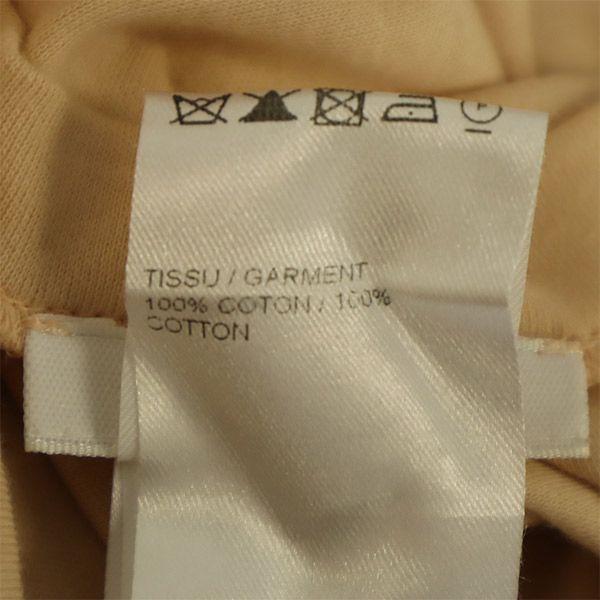 TISSU / GARMENT
100% COTON / 100%
COTTON